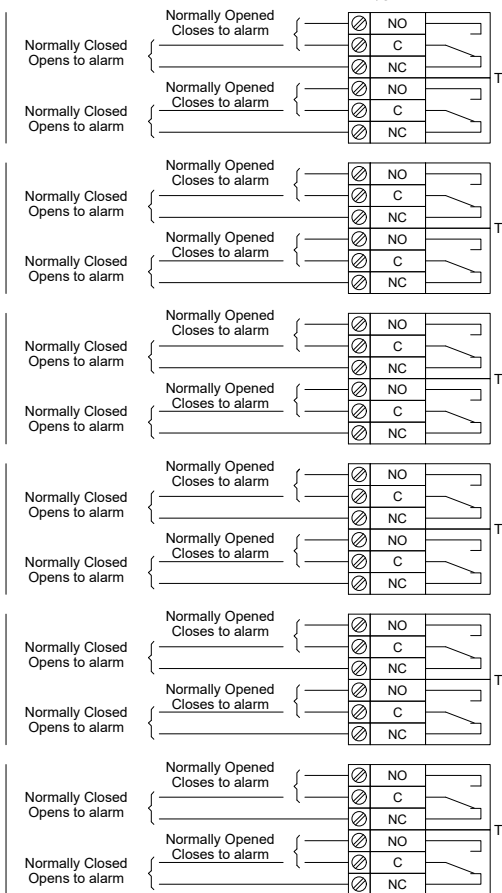 Normally Opened
Closes to alarm
NO
Normally Closed
Opens to alarm
C
NC
T
Normally Opened
Closes to alarm
NO
Normally Closed
Opens to alarm
C
NC
Normally Opened
Closes to alarm
NO
Normally Closed
Opens to alarm
C
NC
T
Normally Opened
Closes to alarm
NO
Normally Closed
Opens to alarm
C
NC
Normally Opened
Closes to alarm
NO
Normally Closed
Opens to alarm
C
NC
T
Normally Opened
Closes to alarm
NO
Normally Closed
Opens to alarm
C
NC
Normally Opened
Closes to alarm
NO
Normally Closed
Opens to alarm
C
NC
T
Normally Opened
Closes to alarm
NO
Normally Closed
Opens to alarm
C
NC
Normally Opened
Closes to alarm
NO
Normally Closed
Opens to alarm
C
NC
T
Normally Opened
Closes to alarm
NO
Normally Closed
Opens to alarm
C
NC
Normally Opened
Closes to alarm
NO
Normally Closed
Opens to alarm
C
NC
T
Normally Opened
Closes to alarm
NO
Normally Closed
Opens to alarm
C
NC